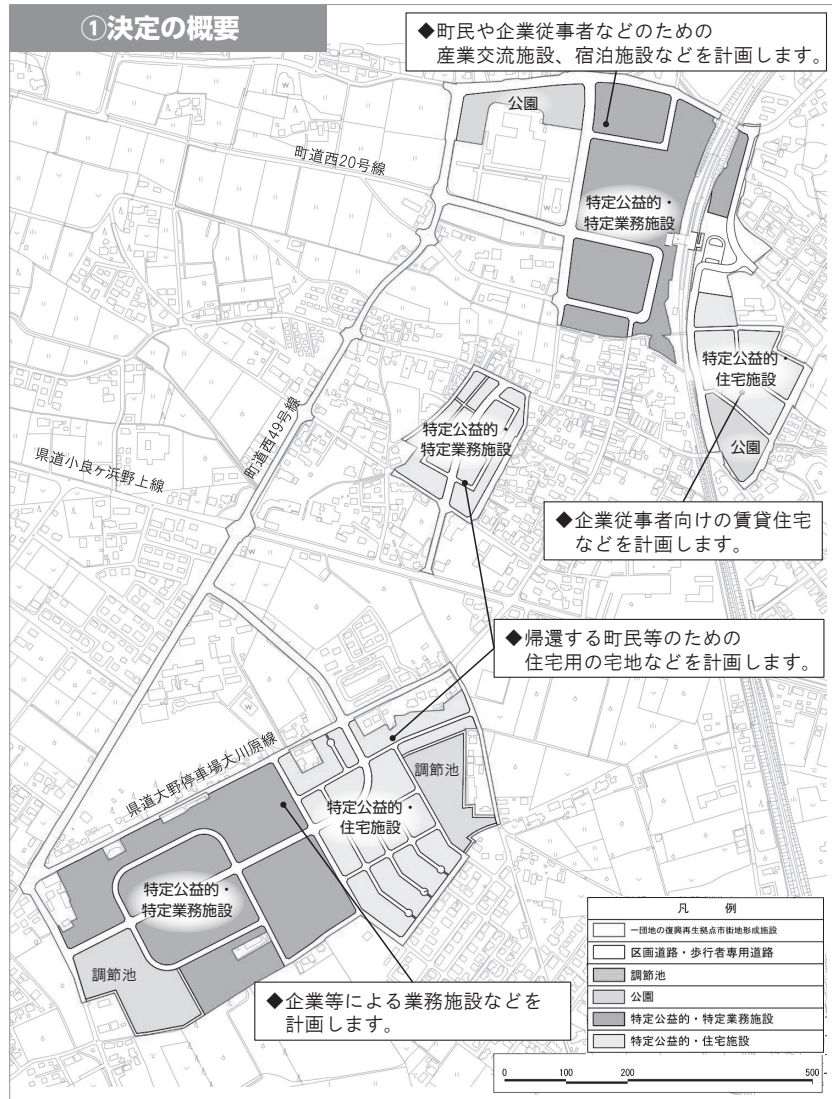 ①決定の概要
◆町民や企業従事者などのための
産業交流施設、宿泊施設などを計画します。
公園
町道西20号線
特定公益的・
特定業務施設
特定公益的・
住宅施設
公園
特定公益的・
特定業務施設
町道西49号線
県道小良ヶ浜野上線
◆企業従事者向けの賃貸住宅
などを計画します。
◆帰還する町民等のための
住宅用の宅地などを計画します。
県道大野停車場大川原線
調節池
特定公益的・
住宅施設
特定公益的・
特定業務施設
調節池
◆企業等による業務施設などを
計画します。
凡 例
一団地の復興再生拠点市街地形成施設
区画道路・歩行者専用道路
調節池
公園
特定公益的・特定業務施設
特定公益的・住宅施設
0 100 200 500